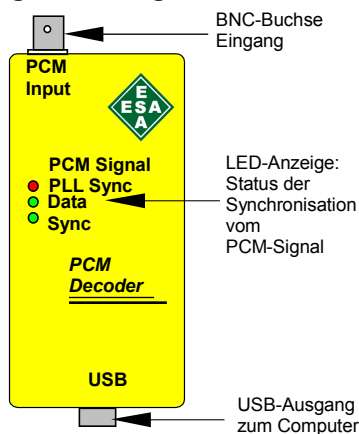 BNC-Buchse
Eingang
PCM
Input
E
ESA
A
PCM Signal
PLL Sync
Data
Sync
LED-Anzeige:
Status der
Synchronisation
vom
PCM-Signal
PCM
Decoder
USB
USB-Ausgang
zum Computer